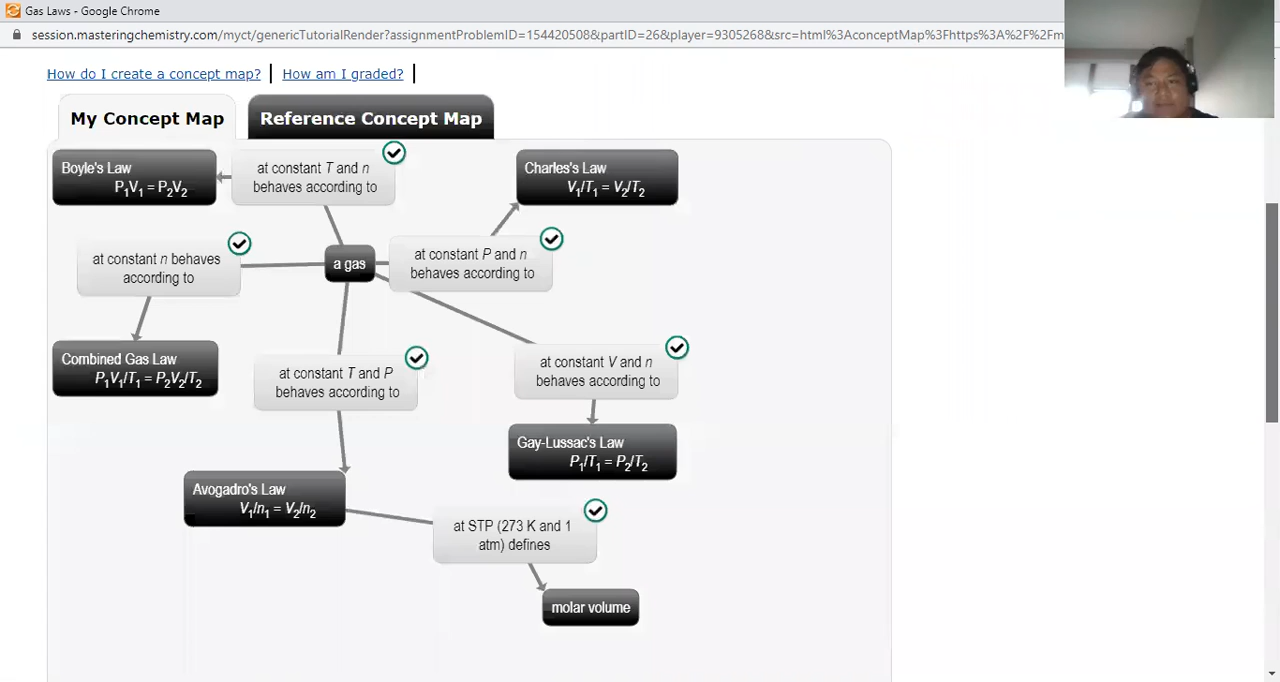 Gas Laws - Google Chrome
session.masteringchemistry.com/myct/genericTutorialRender?assignmentProblemID=154420508&partID=26&player=9305268&src=html%3AconceptMap%3Fhttps%3A%2F%2Fm
How do I create a concept map? | How am I graded? |
My Concept Map
Reference Concept Map
Boyle's Law
P₁V₁ = P₂V₂
at constant T and n
behaves according to
Charles's Law
V₁/T₁ = V₂/T₂
at constant n behaves
according to
a gas
at constant P and n
behaves according to
Combined Gas Law
P₁V₁/T₁ = P₂V₂/T₂
at constant T and P
behaves according to
at constant V and n
behaves according to
Gay-Lussac's Law
P₁/T₁ = P₂/T₂
Avogadro's Law
V₁/n₁ = V₂/n₂
at STP (273 K and 1
atm) defines
molar volume